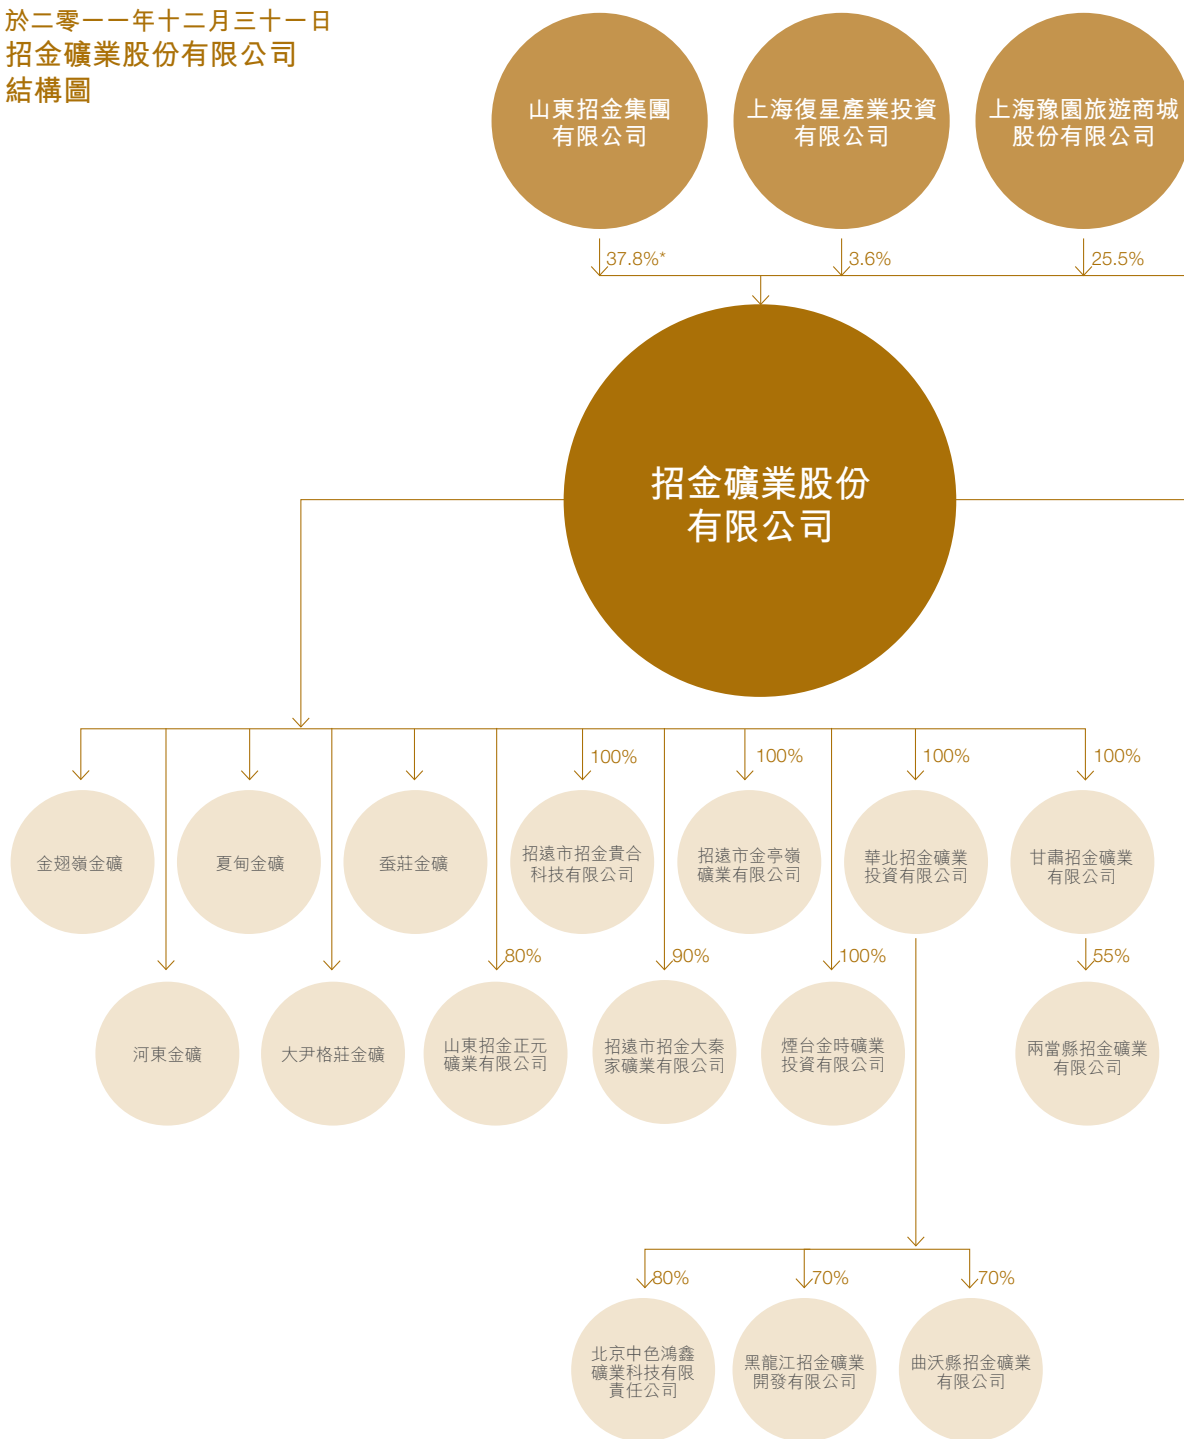 於二零一一年十二月三十一日
招金礦業股份有限公司
結構圖
山東招金集團
有限公司
上海復星產業投資
有限公司
上海豫園旅遊商城
股份有限公司
37.8%*
3.6%
25.5%
招金礦業股份
有限公司
100%
100%
100%
100%
金翅嶺金礦
夏甸金礦
蚕莊金礦
招遠市招金貴合
科技有限公司
招遠市金亭嶺
礦業有限公司
華北招金礦業
投資有限公司
甘肅招金礦業
有限公司
80%
90%
100%
55%
河東金礦
大尹格莊金礦
山東招金正元
礦業有限公司
招遠市招金大秦
家礦業有限公司
煙台金時礦業
投資有限公司
兩當縣招金礦業
有限公司
80%
70%
70%
北京中色鴻鑫
礦業科技有限
責任公司
黑龍江招金礦業
開發有限公司
曲沃縣招金礦業
有限公司